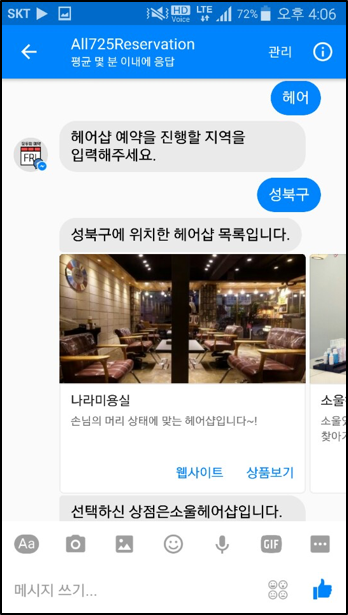 SKT HD Voice LTE 72% 오후 4:06
All725Reservation 관리
평균 몇 분 이내에 응답
헤어
헤어샵 예약을 진행할 지역을
입력해주세요.
FRI
성북구
성북구에 위치한 헤어샵 목록입니다.
나라미용실
소울
손님의 머리 상태에 맞는 헤어샵입니다~!
소울있
찾아가
웹사이트 상품보기
선택하신 상점은소울헤어샵입니다.
Aa GIF
메시지 쓰기...